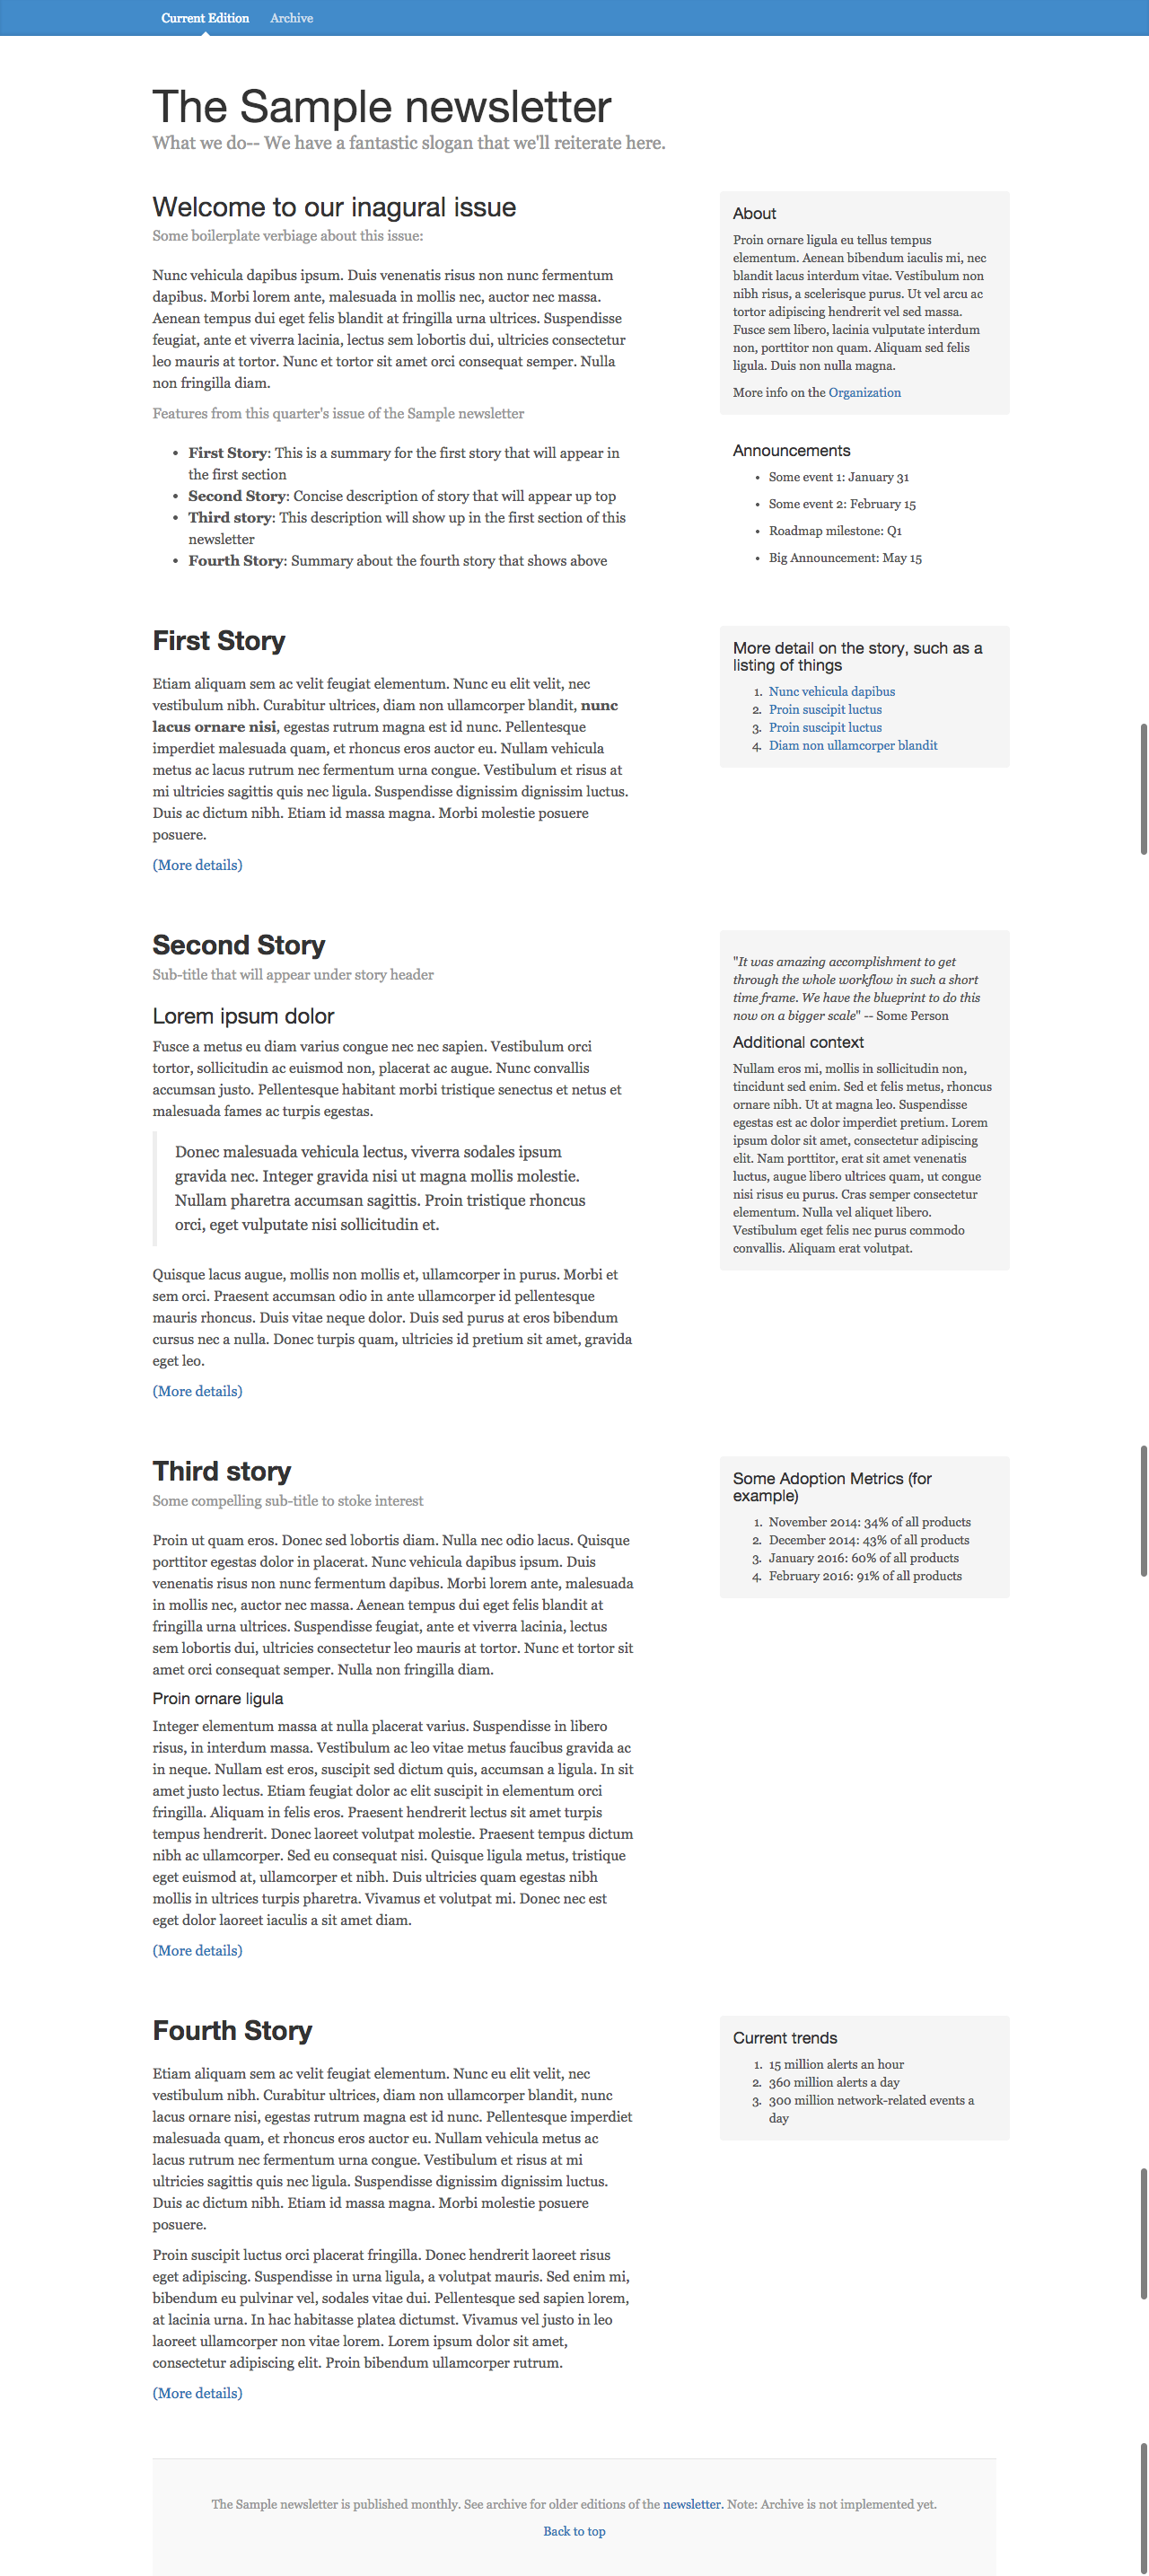 Current Edition
Archive
The Sample newsletter
What we do-- We have a fantastic slogan that we'll reiterate here.
Welcome to our inagural issue
Some boilerplate verbiage about this issue:
Nunc vehicula dapibus ipsum. Duis venenatis risus non nunc fermentum
dapibus. Morbi lorem ante, malesuada in mollis nec, auctor nec massa.
Aenean tempus dui eget felis blandit at fringilla urna ultrices. Suspendisse
feugiat, ante et viverra lacinia, lectus sem lobortis dui, ultricies consectetur
leo mauris at tortor. Nunc et tortor sit amet orci consequat semper. Nulla
non fringilla diam.
Features from this quarter's issue of the Sample newsletter
• First Story: This is a summary for the first story that will appear in
the first section
• Second Story: Concise description of story that will appear up top
• Third story: This description will show up in the first section of this
newsletter
• Fourth Story: Summary about the fourth story that shows above
About
Proin ornare ligula eu tellus tempus
elementum. Aenean bibendum iaculis mi, nec
blandit lacus interdum vitae. Vestibulum non
nibh risus, a scelerisque purus. Ut vel arcu ac
tortor adipiscing hendrerit vel sed massa.
Fusce sem libero, lacinia vulputate interdum
non, porttitor non quam. Aliquam sed felis
ligula. Duis non nulla magna.
More info on the Organization
Announcements
• Some event 1: January 31
• Some event 2: February 15
• Roadmap milestone: Q1
• Big Announcement: May 15
First Story
Etiam aliquam sem ac velit feugiat elementum. Nunc eu elit velit, nec
vestibulum nibh. Curabitur ultrices, diam non ullamcorper blandit, nunc
lacus ornare nisi, egestas rutrum magna est id nunc. Pellentesque
imperdiet malesuada quam, et rhoncus eros auctor eu. Nullam vehicula
metus ac lacus rutrum nec fermentum urna congue. Vestibulum et risus at
mi ultricies sagittis quis nec ligula. Suspendisse dignissim dignissim luctus.
Duis ac dictum nibh. Etiam id massa magna. Morbi molestie posuere
posuere.
(More details)
More detail on the story, such as a
listing of things
1. Nunc vehicula dapibus
2. Proin suscipit luctus
3. Proin suscipit luctus
4. Diam non ullamcorper blandit
Second Story
Sub-title that will appear under story header
Lorem ipsum dolor
Fusce a metus eu diam varius congue nec nec sapien. Vestibulum orci
tortor, sollicitudin ac euismod non, placerat ac augue. Nunc convallis
accumsan justo. Pellentesque habitant morbi tristique senectus et netus et
malesuada fames ac turpis egestas.
Donec malesuada vehicula lectus, viverra sodales ipsum
gravida nec. Integer gravida nisi ut magna mollis molestie.
Nullam pharetra accumsan sagittis. Proin tristique rhoncus
orci, eget vulputate nisi sollicitudin et.
Quisque lacus augue, mollis non mollis et, ullamcorper in purus. Morbi et
sem orci. Praesent accumsan odio in ante ullamcorper id pellentesque
mauris rhoncus. Duis vitae neque dolor. Duis sed purus at eros bibendum
cursus nec a nulla. Donec turpis quam, ultricies id pretium sit amet, gravida
eget leo.
(More details)
"It was amazing accomplishment to get
through the whole workflow in such a short
time frame. We have the blueprint to do this
now on a bigger scale" -- Some Person
Additional context
Nullam eros mi, mollis in sollicitudin non,
tincidunt sed enim. Sed et felis metus, rhoncus
ornare nibh. Ut at magna leo. Suspendisse
egestas est ac dolor imperdiet pretium. Lorem
ipsum dolor sit amet, consectetur adipiscing
elit. Nam porttitor, erat sit amet venenatis
luctus, augue libero ultrices quam, ut congue
nisi risus eu purus. Cras semper consectetur
elementum. Nulla vel aliquet libero.
Vestibulum eget felis nec purus commodo
convallis. Aliquam erat volutpat.
Third story
Some compelling sub-title to stoke interest
Proin ut quam eros. Donec sed lobortis diam. Nulla nec odio lacus. Quisque
porttitor egestas dolor in placerat. Nunc vehicula dapibus ipsum. Duis
venenatis risus non nunc fermentum dapibus. Morbi lorem ante, malesuada
in mollis nec, auctor nec massa. Aenean tempus dui eget felis blandit at
fringilla urna ultrices. Suspendisse feugiat, ante et viverra lacinia, lectus
sem lobortis dui, ultricies consectetur leo mauris at tortor. Nunc et tortor sit
amet orci consequat semper. Nulla non fringilla diam.
Proin ornare ligula
Integer elementum massa at nulla placerat varius. Suspendisse in libero
risus, in interdum massa. Vestibulum ac leo vitae metus faucibus gravida ac
in neque. Nullam est eros, suscipit sed dictum quis, accumsan a ligula. In sit
amet justo lectus. Etiam feugiat dolor ac elit suscipit in elementum orci
fringilla. Aliquam in felis eros. Praesent hendrerit lectus sit amet turpis
tempus hendrerit. Donec laoreet volutpat molestie. Praesent tempus dictum
nibh ac ullamcorper. Sed eu consequat nisi. Quisque ligula metus, tristique
eget euismod at, ullamcorper et nibh. Duis ultricies quam egestas nibh
mollis in ultrices turpis pharetra. Vivamus et volutpat mi. Donec nec est
eget dolor laoreet iaculis a sit amet diam.
(More details)
Some Adoption Metrics (for
example)
1. November 2014: 34% of all products
2. December 2014: 43% of all products
3. January 2016: 60% of all products
4. February 2016: 91% of all products
Fourth Story
Etiam aliquam sem ac velit feugiat elementum. Nunc eu elit velit, nec
vestibulum nibh. Curabitur ultrices, diam non ullamcorper blandit, nunc
lacus ornare nisi, egestas rutrum magna est id nunc. Pellentesque imperdiet
malesuada quam, et rhoncus eros auctor eu. Nullam vehicula metus ac
lacus rutrum nec fermentum urna congue. Vestibulum et risus at mi
ultricies sagittis quis nec ligula. Suspendisse dignissim dignissim luctus.
Duis ac dictum nibh. Etiam id massa magna. Morbi molestie posuere
posuere.
Proin suscipit luctus orci placerat fringilla. Donec hendrerit laoreet risus
eget adipiscing. Suspendisse in urna ligula, a volutpat mauris. Sed enim mi,
bibendum eu pulvinar vel, sodales vitae dui. Pellentesque sed sapien lorem,
at lacinia urna. In hac habitasse platea dictumst. Vivamus vel justo in leo
laoreet ullamcorper non vitae lorem. Lorem ipsum dolor sit amet,
consectetur adipiscing elit. Proin bibendum ullamcorper rutrum.
(More details)
Current trends
1. 15 million alerts an hour
2. 360 million alerts a day
3. 300 million network-related events a
day
The Sample newsletter is published monthly. See archive for older editions of the newsletter. Note: Archive is not implemented yet.
Back to top